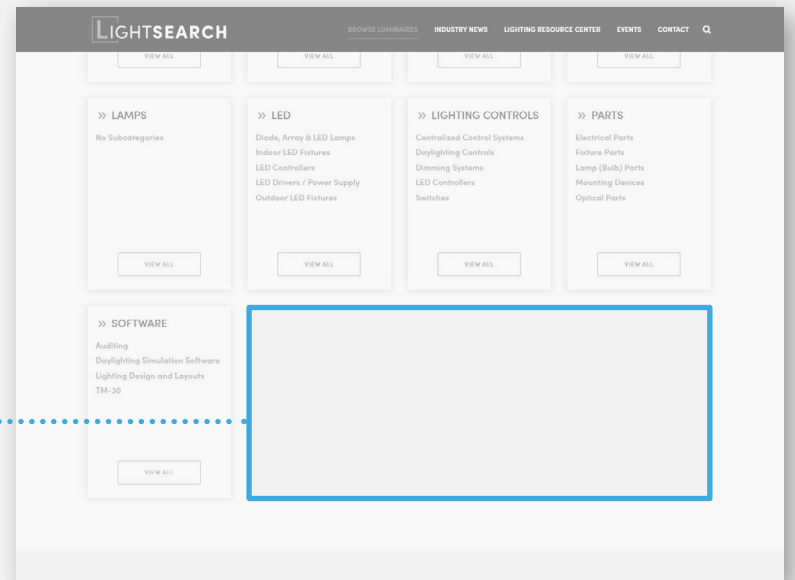 LIGHTSEARCH
BROWSE LUMINAIRES INDUSTRY NEWS LIGHTING RESOURCE CENTER EVENTS CONTACT
VIEW ALL VIEW ALL VIEW ALL VIEW ALL
» LAMPS
No Subcategories
VIEW ALL
» LED
Diode, Array & LED Lamps
Indoor LED Fixtures
LED Controllers
LED Drivers / Power Supply
Outdoor LED Fixtures
VIEW ALL
» LIGHTING CONTROLS
Centralized Control Systems
Daylighting Controls
Dimming Systems
LED Controllers
Switches
VIEW ALL
» PARTS
Electrical Parts
Fixture Parts
Lamp (Bulb) Parts
Mounting Devices
Optical Parts
VIEW ALL
» SOFTWARE
Auditing
Daylighting Simulation Software
Lighting Design and Layouts
TM-30
VIEW ALL